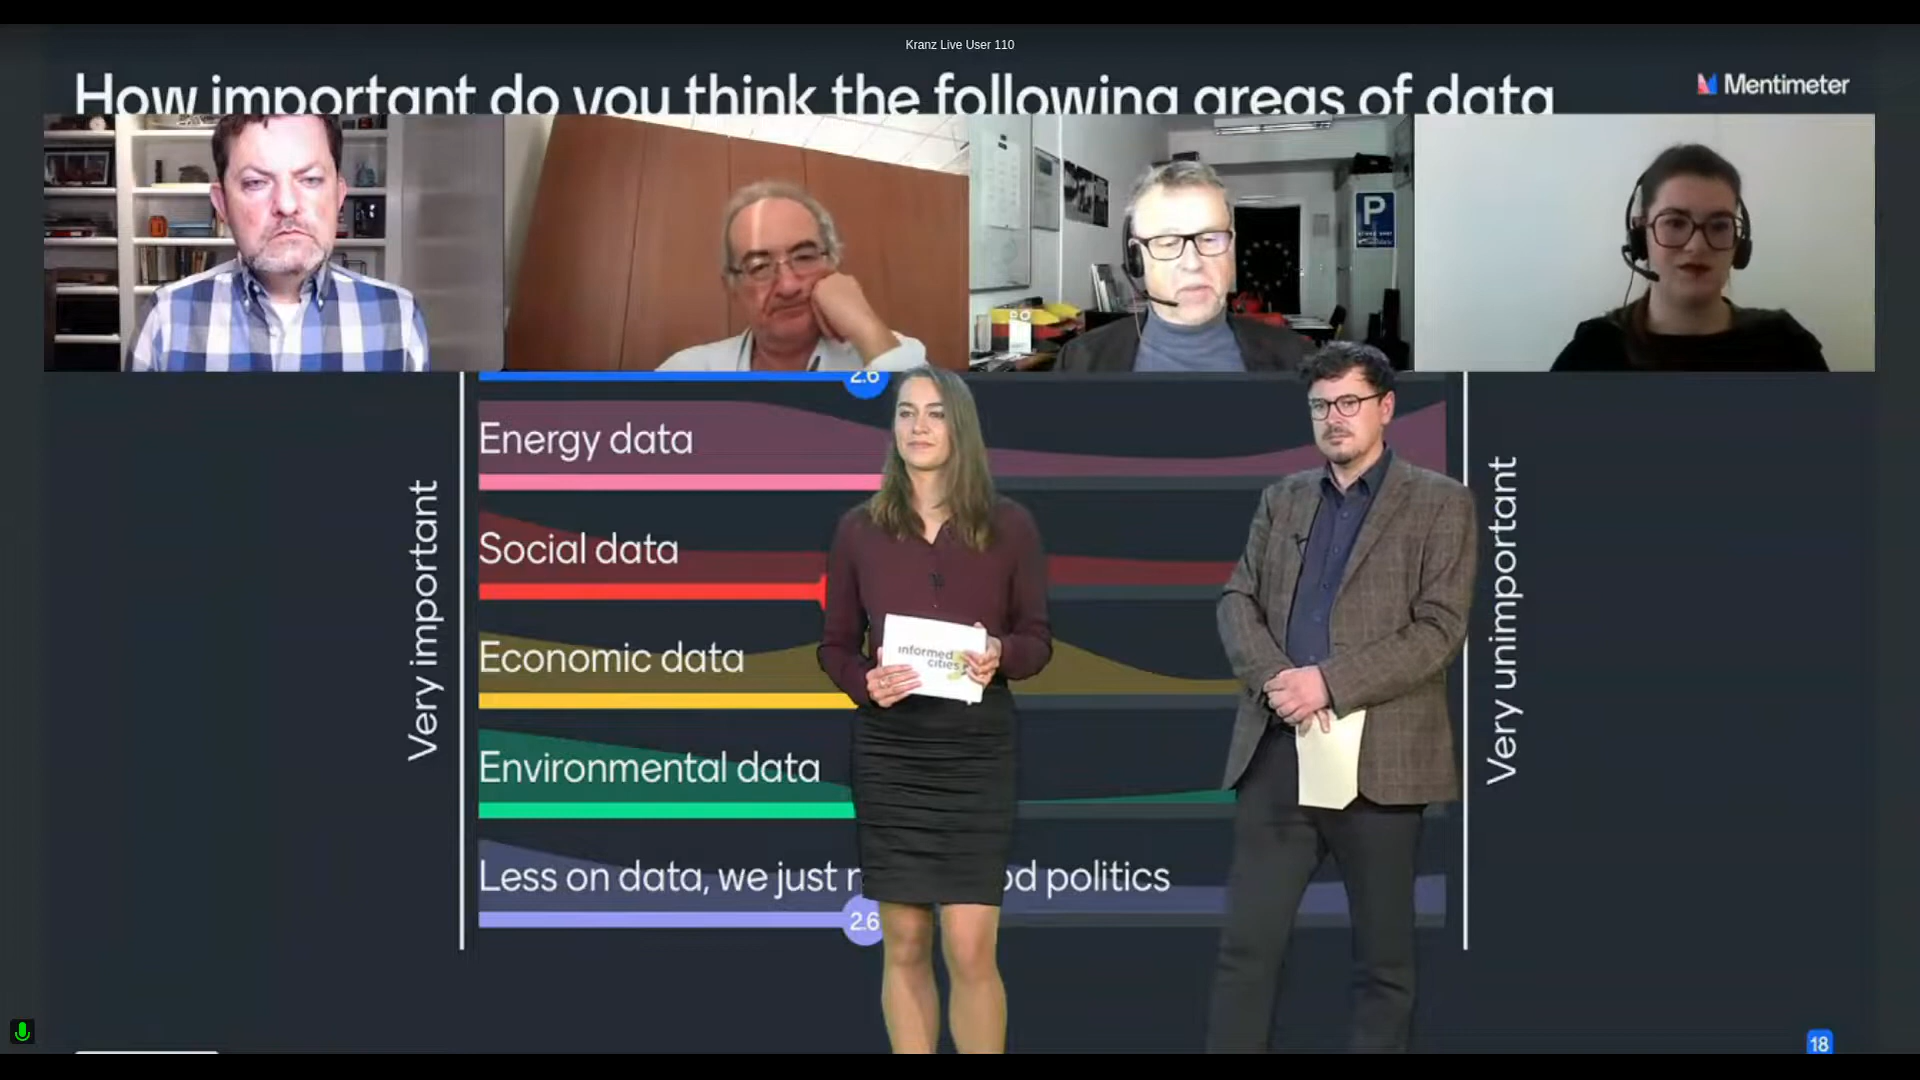 Kranz Live User 110
How important do you think the following areas of data
Mentimeter
P
2.6
Energy data
Social data
Economic data
Environmental data
Less on data, we just
politics
2.6
Very important
Very unimportant
informed
cities
18